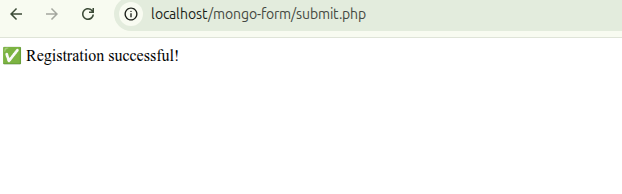 localhost/mongo-form/submit.php
✅ Registration successful!